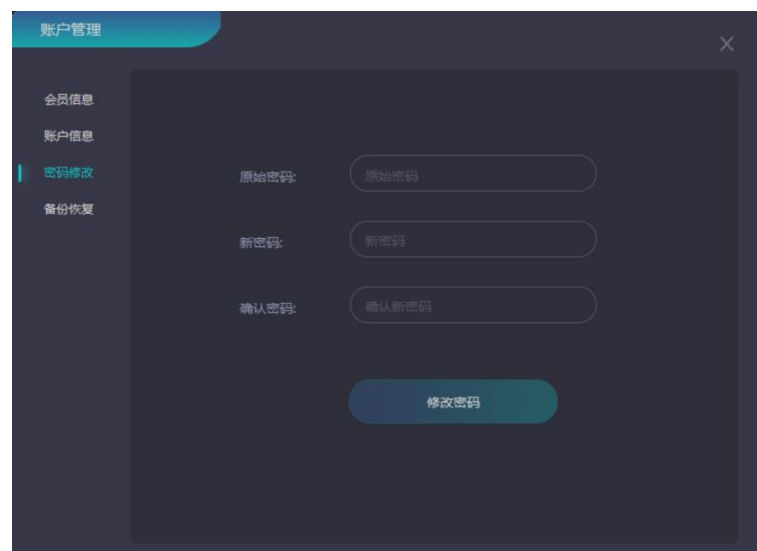 账户管理
会员信息
账户信息
密码修改
备份恢复
原始密码: 原始密码
新密码: 新密码
确认密码: 确认新密码
修改密码